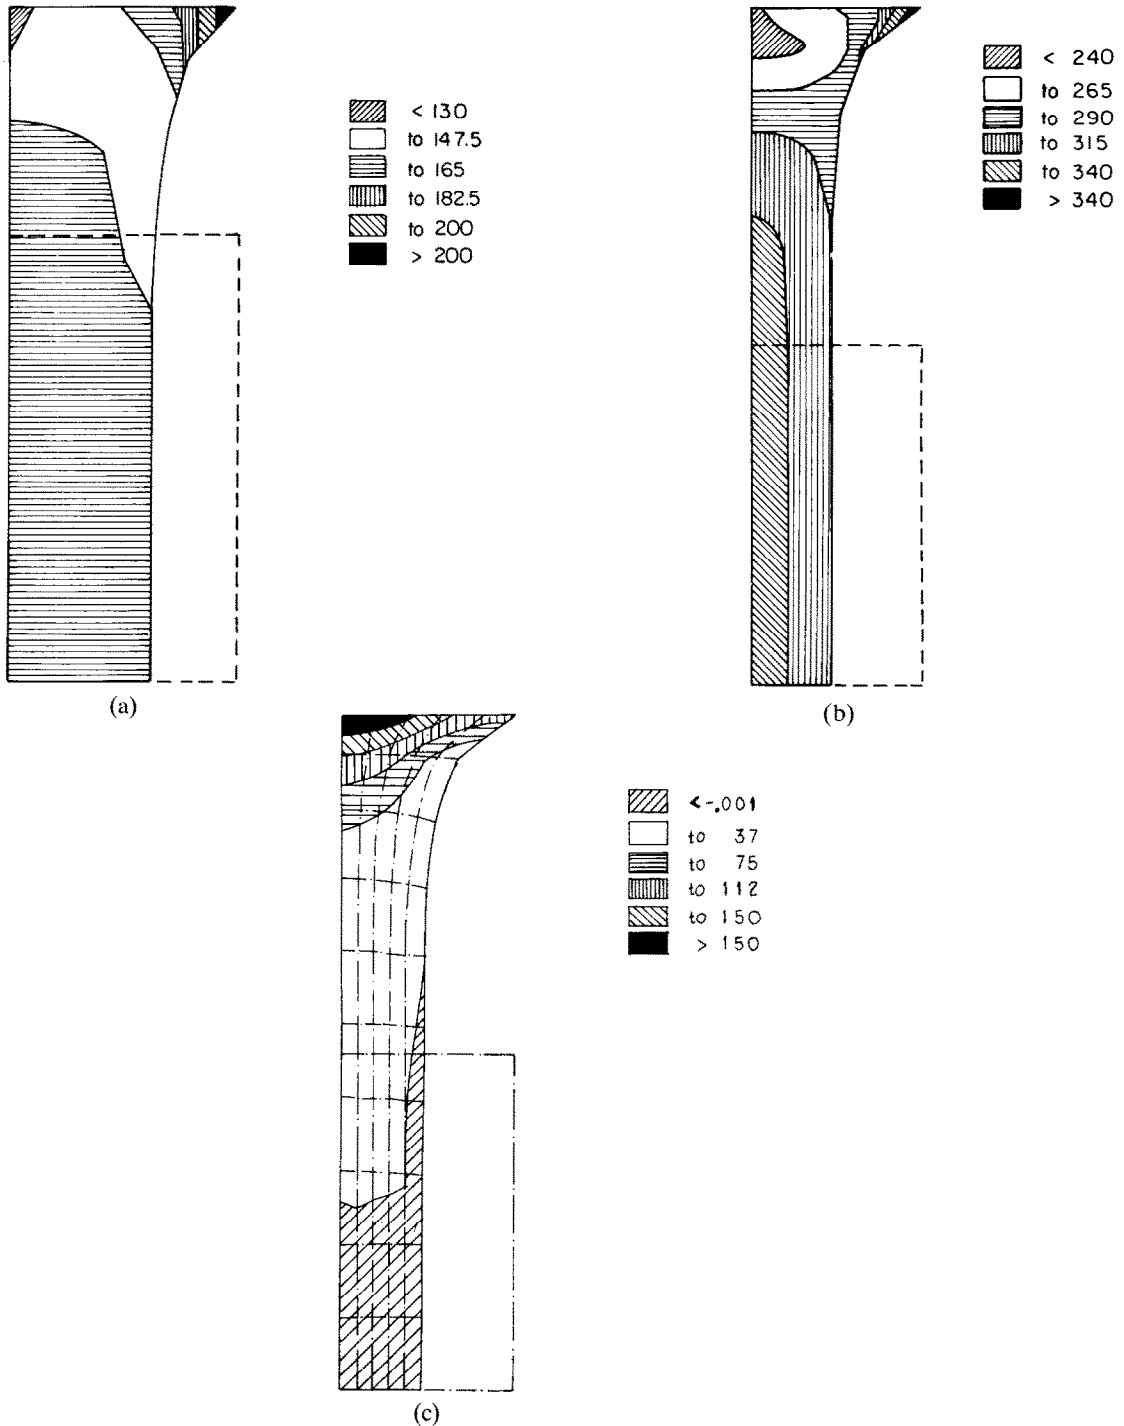 < 130
to 147.5
to 165
to 182.5
to 200
> 200
(a)
< 240
to 265
to 290
to 315
to 340
> 340
(b)
<-.001
to 37
to 75
to 112
to 150
> 150
(c)